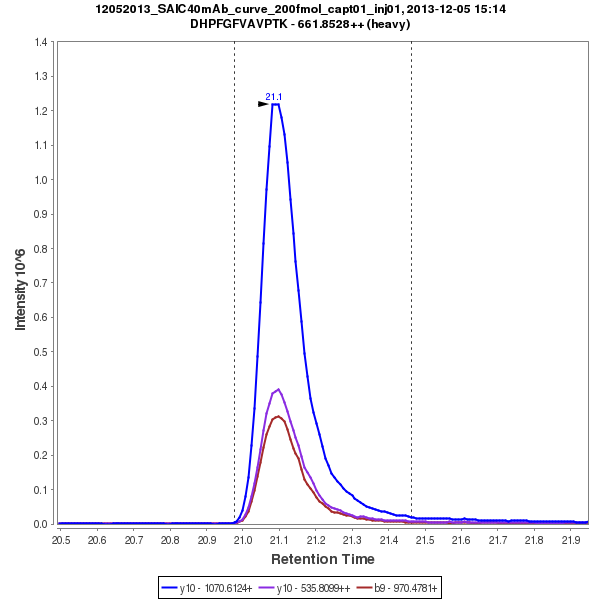 12052013_SAIC40mAb_curve_200fmol_capt01_inj01, 2013-12-05 15:14
DHPFGFVAVPTK - 661.8528++ (heavy)
1.4
1.3
1.2
1.1
1.0
0.9
0.8
0.7
0.6
0.5
0.4
0.3
0.2
0.1
0.0
Intensity 10^6
21.1
20.5 20.6 20.7 20.8 20.9 21.0 21.1 21.2 21.3 21.4 21.5 21.6 21.7 21.8 21.9
Retention Time
y10 - 1070.6124+ y10 - 535.8099++ b9 - 970.4781+